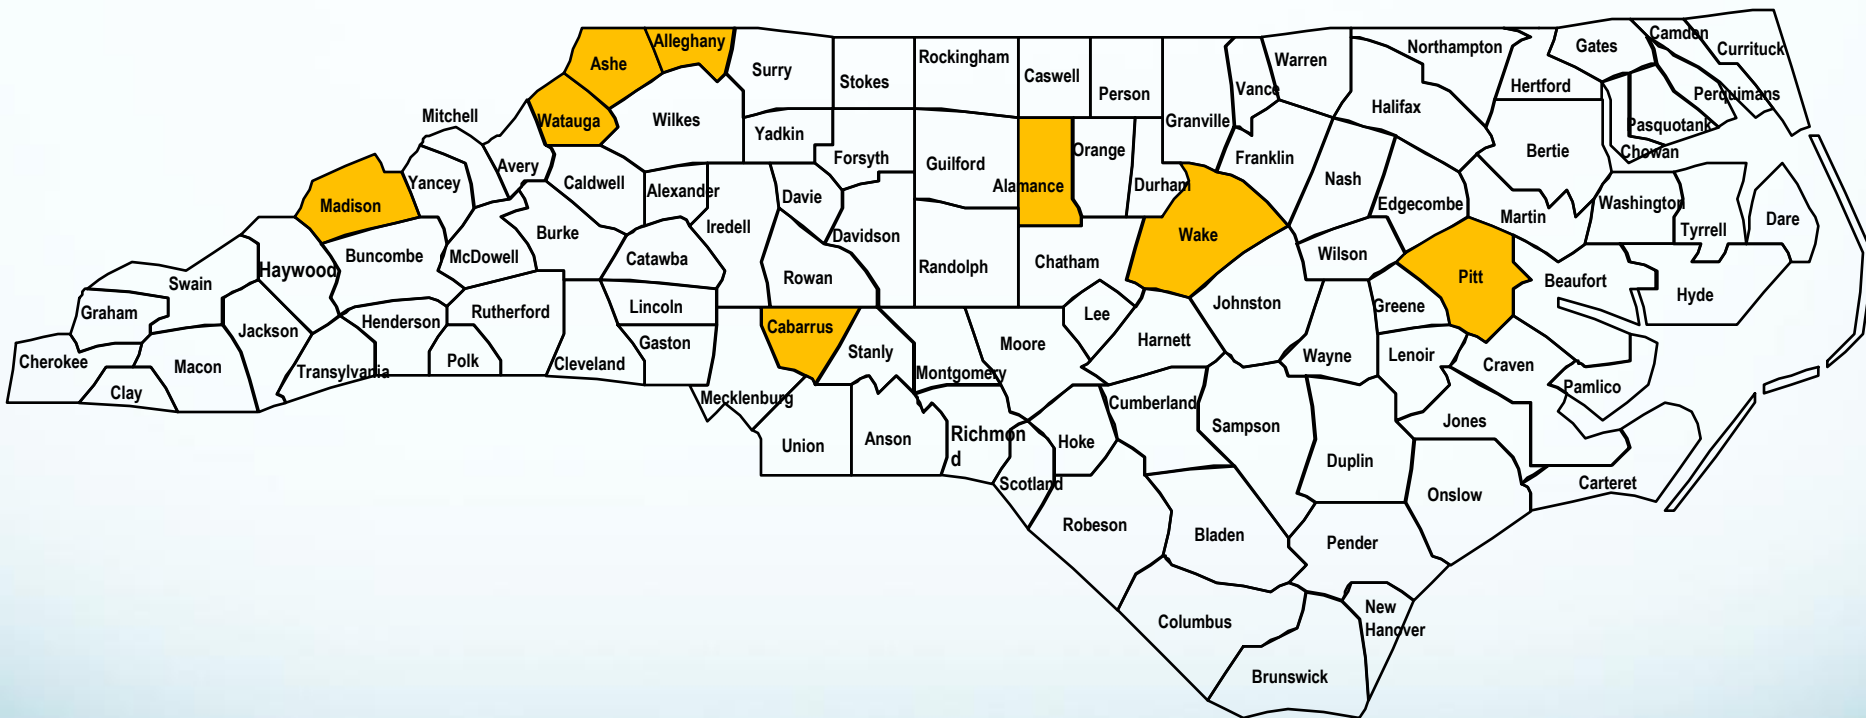 Camden
Alleghany
Gates
Currituck
Northampton
Rockingham
Ashe
Warren
Surry
Caswell
Stokes
Hertford
Vance
Person
Perquimans
Halifax
Mitchell
Watauga
Wilkes
Granville
Pasquotank
Yadkin
Orange
Bertie
Chowan
Forsyth
Franklin
Guilford
Avery
Yancey
Caldwell
Alexander
Alamance
Durham
Nash
Davie
Madison
Edgecombe
Washington
Martin
Dare
Iredell
Tyrrell
Burke
Davidson
Wake
Buncombe
McDowell
Catawba
Wilson
Chatham
Haywood
Randolph
Swain
Rowan
Pitt
Beaufort
Hyde
Johnston
Lincoln
Greene
Graham
Rutherford
Henderson
Lee
Jackson
Cabarrus
Harnett
Gaston
Moore
Stanly
Wayne
Lenoir
Cherokee
Polk
Cleveland
Craven
Macon
Transylvania
Montgomery
Pamlico
Clay
Mecklenburg
Cumberland
Jones
Sampson
Richmon
d
Anson
Hoke
Union
Duplin
Scotland
Carteret
Onslow
Robeson
Bladen
Pender
New
Hanover
Columbus
Brunswick